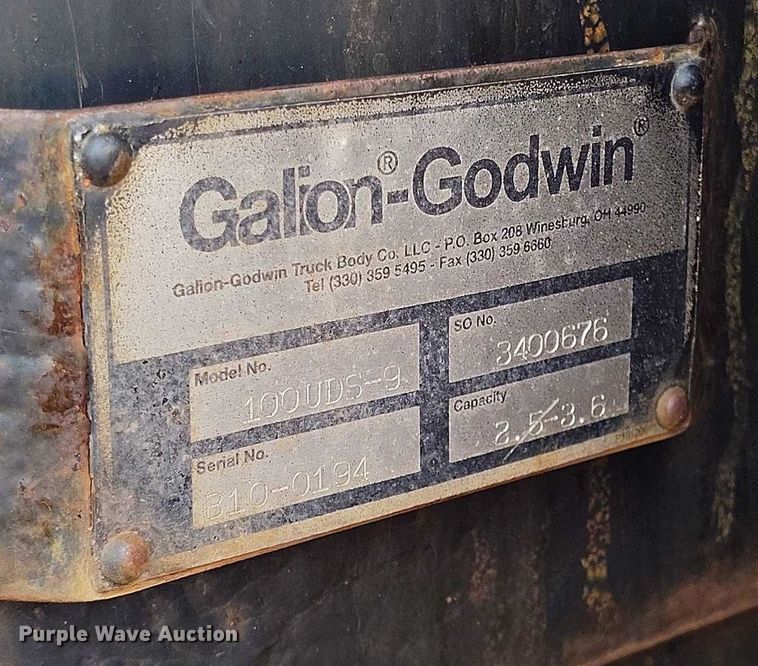 Galion®-Godwin®
Galion-Godwin Truck Body Co. LLC - P.O. Box 208 Winesburg, OH 44990
Tel (330) 359 5495 - Fax (330) 359 6660
Model No.
100UDS-9
SO No.
3400676
Serial No.
B10-0194
Capacity
2.5-3.6
Purple Wave Auction